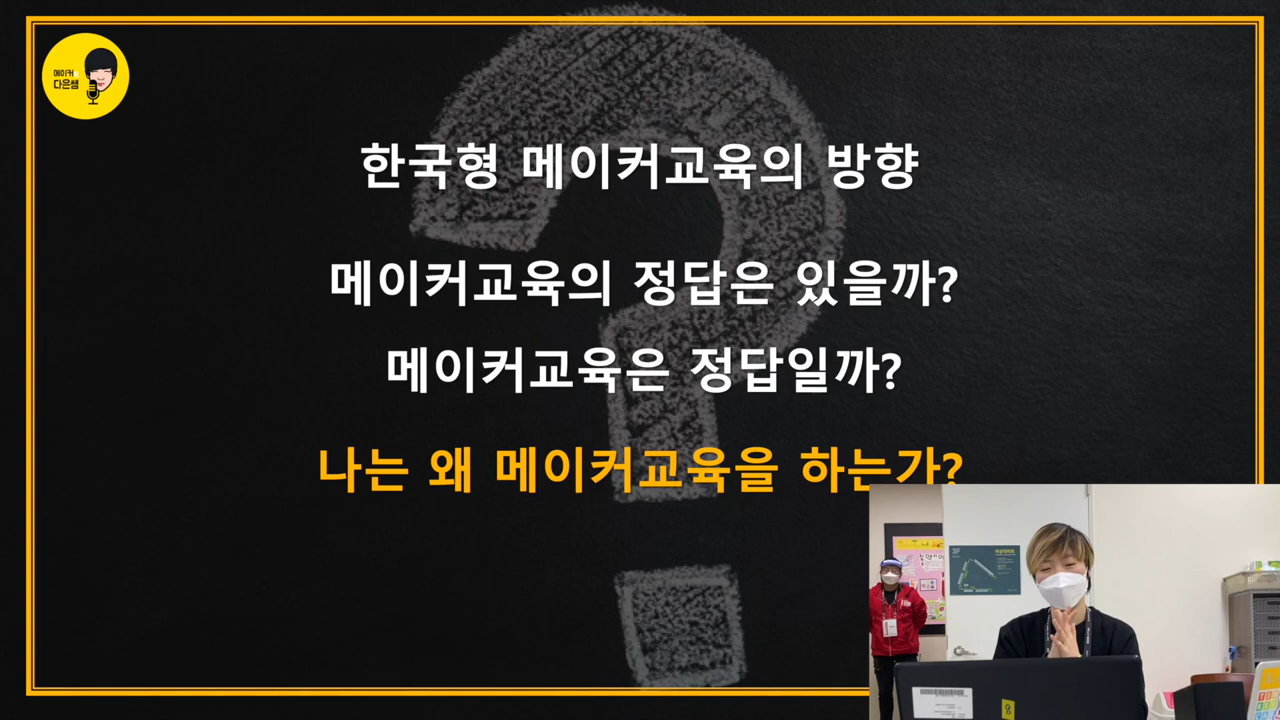 메이커 다은쌤
한국형 메이커교육의 방향
메이커교육의 정답은 있을까?
메이커교육은 정답일까?
나는 왜 메이커교육을 하는가?
3F